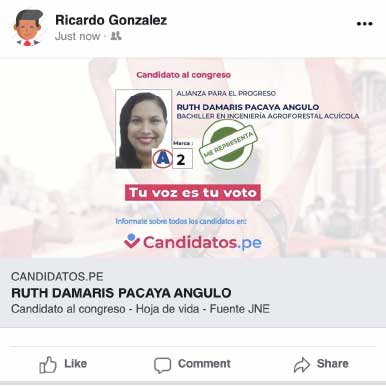 Ricardo Gonzalez
Just now
Candidato al congreso
ALIANZA PARA EL PROGRESO
RUTH DAMARIS PACAYA ANGULO
BACHILLER EN INGENIERÍA AGROFORESTAL ACUÍCOLA
Marca :
A 2
ME REPRESENTA
Tu voz es tu voto
Informate sobre todos los candidatos en:
Candidatos.pe
CANDIDATOS.PE
RUTH DAMARIS PACAYA ANGULO
Candidato al congreso - Hoja de vida - Fuente JNE
Like Comment Share